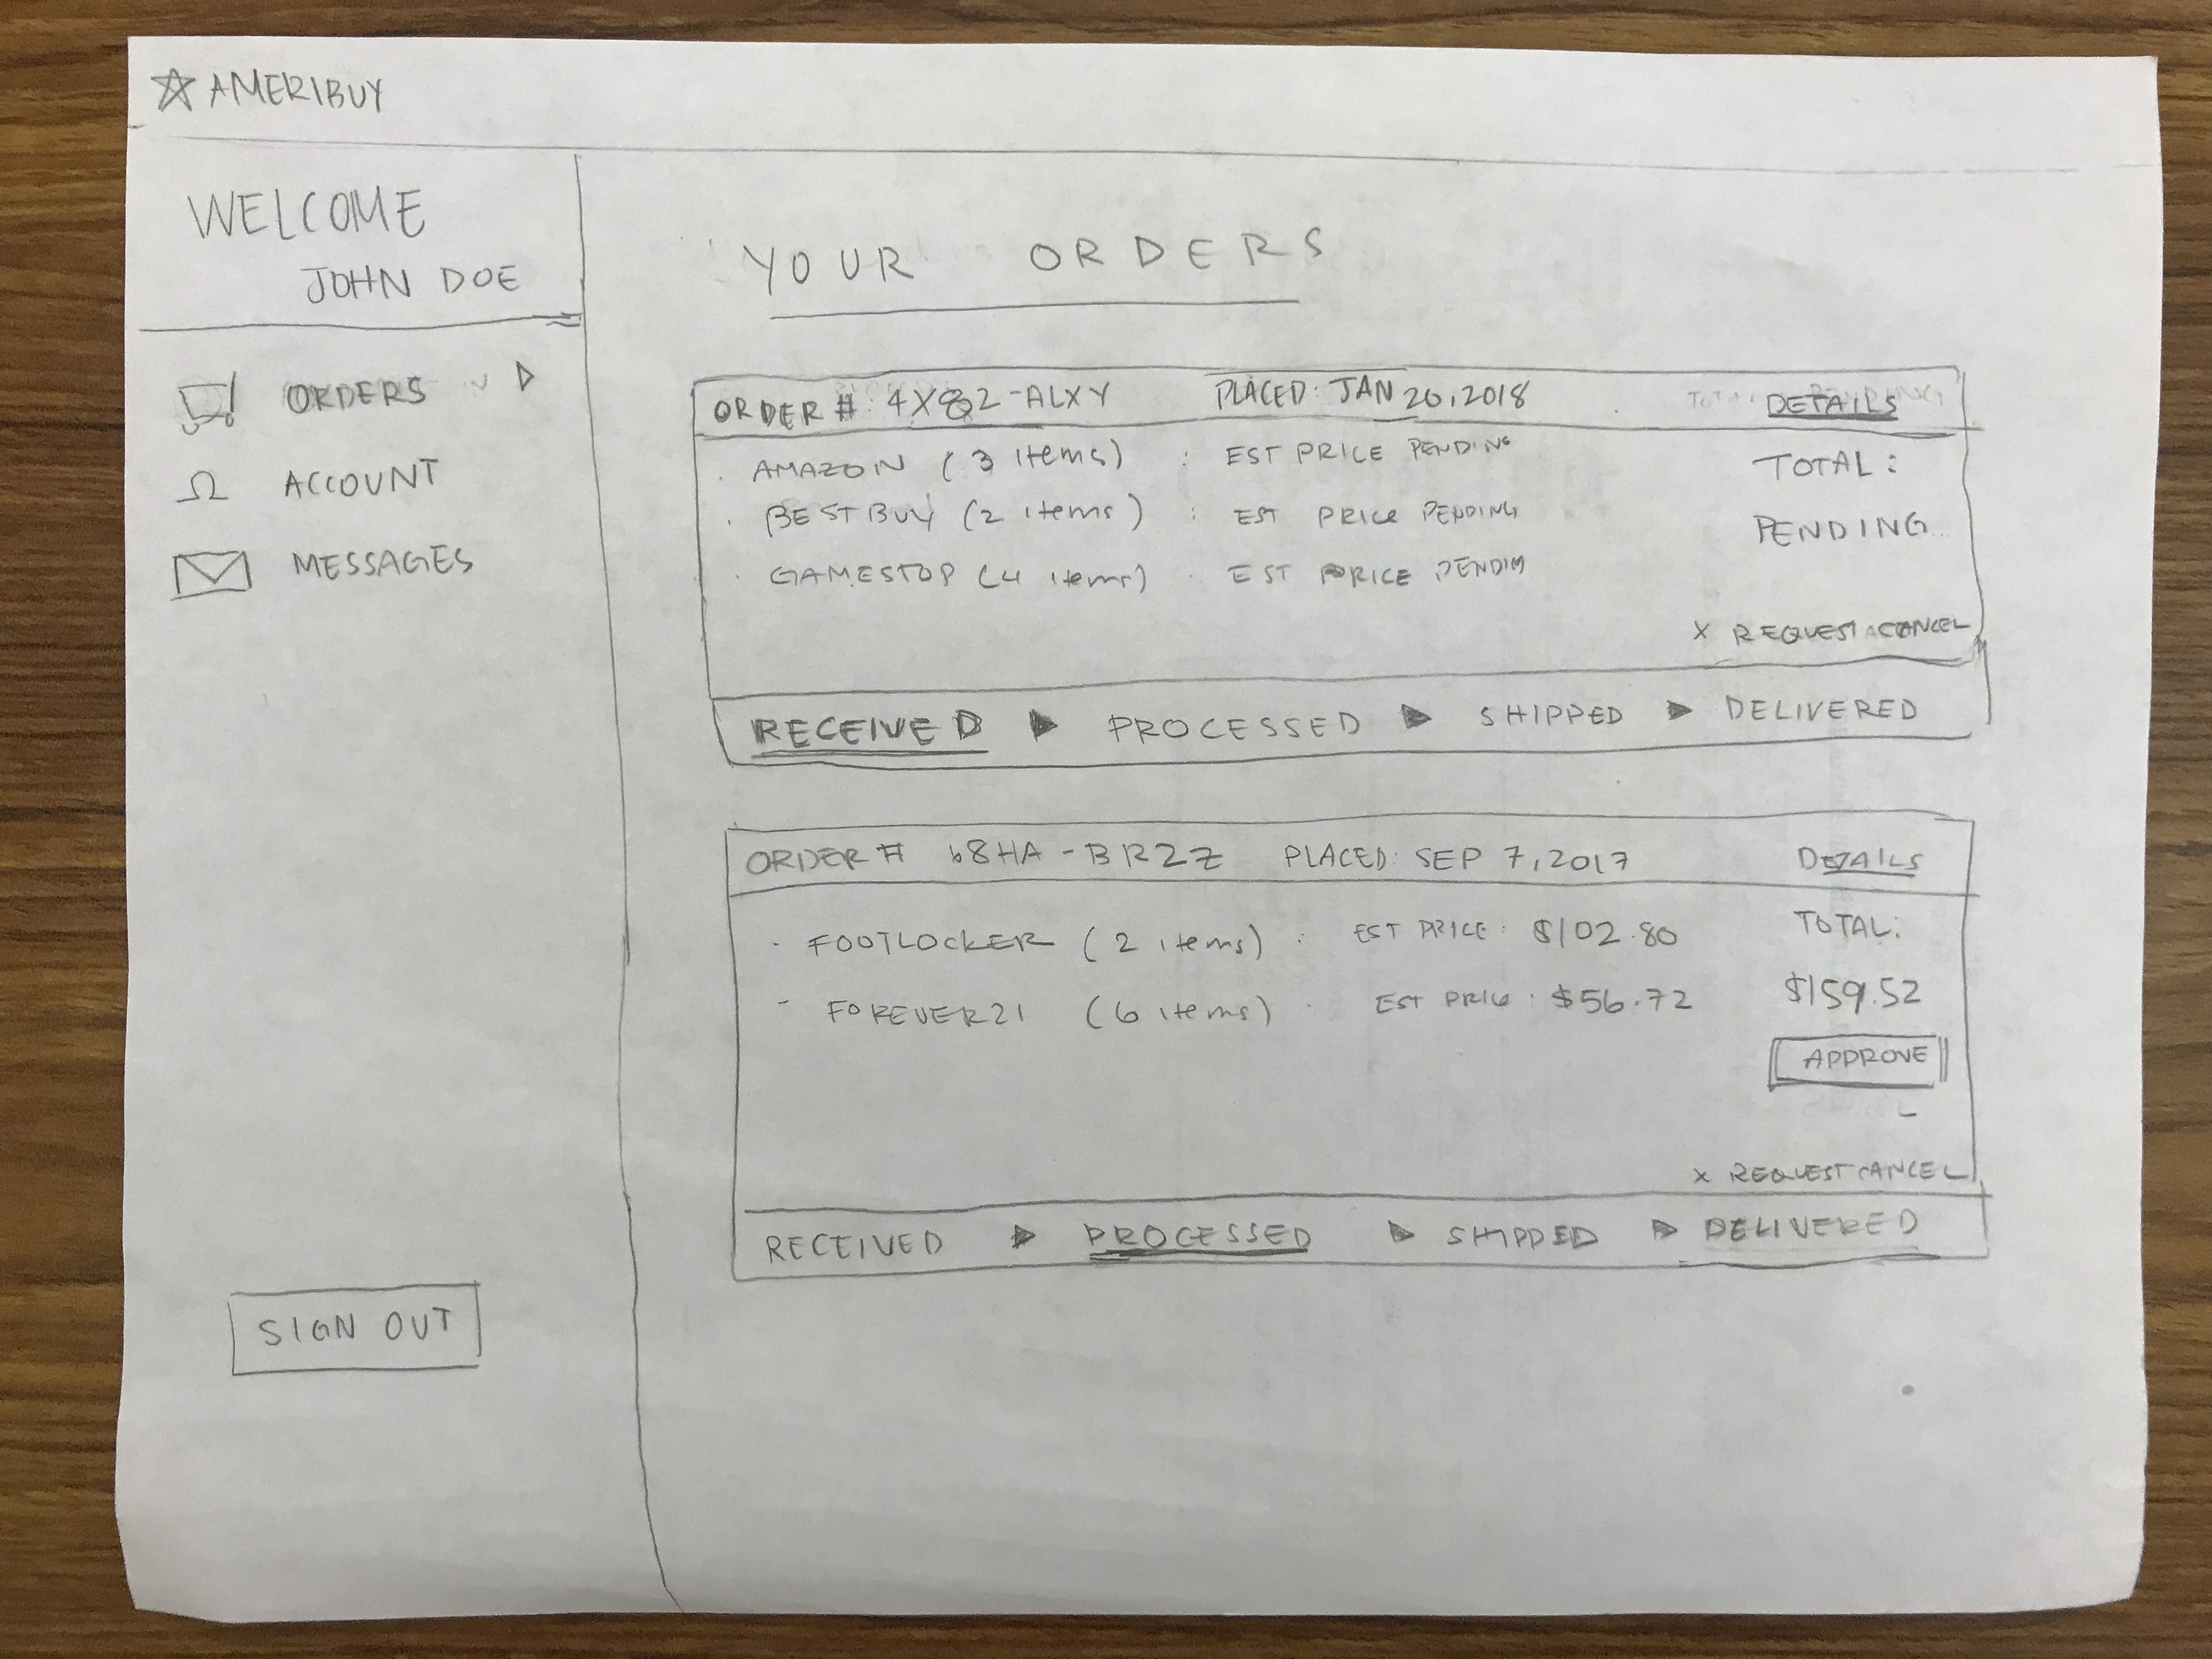 AMERIBUY
WELCOME
JOHN DOE
ORDERS
ACCOUNT
MESSAGES
SIGN OUT
YOUR ORDERS
ORDER #: 4X82-ALXY PLACED: JAN 20, 2018 DETAILS
AMAZON (3 items) : EST PRICE PENDING
BESTBUY (2 items) : EST PRICE PENDING
GAMESTOP (4 items) : EST PRICE PENDIN
TOTAL:
PENDING
X REQUEST CANCEL
RECEIVED PROCESSED SHIPPED DELIVERED
ORDER # 68HA-BR2Z PLACED: SEP 7, 2017 DETAILS
FOOTLOCKER (2 items) : EST PRICE: $102.80
FOREVER21 (6 items) : EST PRICE: $56.72
TOTAL:
$159.52
APPROVE
X REQUEST CANCEL
RECEIVED PROCESSED SHIPPED DELIVERED